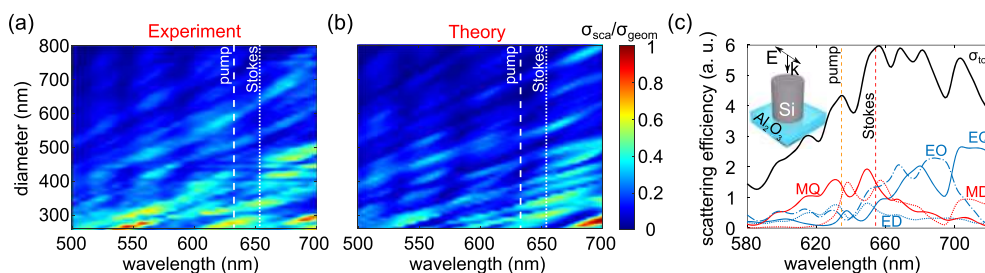 (a)
Experiment
diameter (nm)
800
700
600
500
400
300
pump
Stokes
500
550
600
650
700
wavelength (nm)
(b)
Theory
σsca/σgeom
pump
Stokes
1
0.8
0.6
0.4
0.2
0
500
550
600
650
700
wavelength (nm)
(c)
scattering efficiency (a. u.)
6
5
4
3
2
1
0
E
k
Si
Al2O3
pump
Stokes
MQ
EO
ED
MD
580
620
660
700
wavelength (nm)